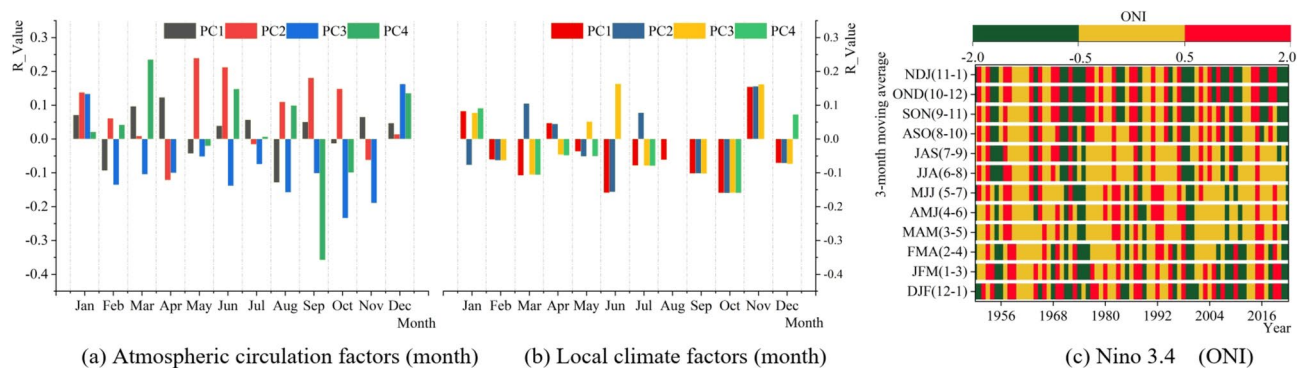 PC1 PC2 PC3 PC4
R_Value
0.3
0.2
0.1
0.0
-0.1
-0.2
-0.3
-0.4
Jan Feb Mar Apr May Jun Jul Aug Sep Oct Nov Dec
Month
(a) Atmospheric circulation factors (month)
PC1 PC2 PC3 PC4
R_Value
0.3
0.2
0.1
0.0
-0.1
-0.2
-0.3
-0.4
Jan Feb Mar Apr May Jun Jul Aug Sep Oct Nov Dec
Month
(b) Local climate factors (month)
ONI
-2.0 -0.5 0.5 2.0
3-month moving average
NDJ(11-1)
OND(10-12)
SON(9-11)
ASO(8-10)
JAS(7-9)
JJA(6-8)
MJJ (5-7)
AMJ(4-6)
MAM(3-5)
FMA(2-4)
JFM(1-3)
DJF(12-1)
1956 1968 1980 1992 2004 2016
Year
(c) Nino 3.4 (ONI)